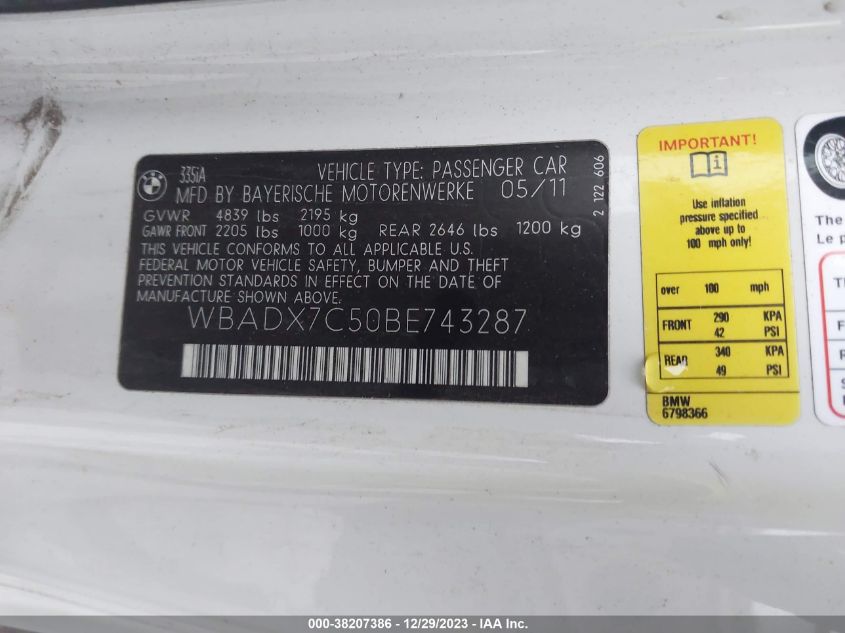 335iA VEHICLE TYPE: PASSENGER CAR
MFD BY BAYERISCHE MOTORENWERKE 05/11
GVWR 4839 lbs 2195 kg
GAWR FRONT 2205 lbs 1000 kg REAR 2646 lbs 1200 kg
THIS VEHICLE CONFORMS TO ALL APPLICABLE U.S.
FEDERAL MOTOR VEHICLE SAFETY, BUMPER AND THEFT
PREVENTION STANDARDS IN EFFECT ON THE DATE OF
MANUFACTURE SHOWN ABOVE.
WBADX7C50BE743287
2 122 606
IMPORTANT!
Use inflation
pressure specified
above up to
100 mph only!
over 100 mph
FRONT 290 KPA
42 PSI
REAR 340 KPA
49 PSI
BMW
6798366
The
Le p
000-38207386 - 12/29/2023 - IAA Inc.